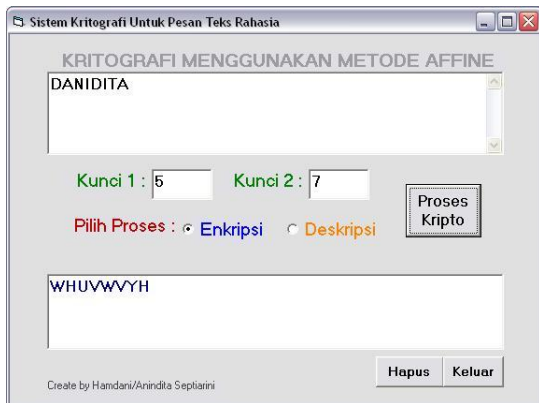 Sistem Kritografi Untuk Pesan Teks Rahasia
KRITOGRAFI MENGGUNAKAN METODE AFFINE
DANIDITA
Kunci 1 : 5 Kunci 2 : 7
Proses
Kripto
Pilih Proses : Enkripsi Deskripsi
WHUVWVYH
Hapus Keluar
Create by Hamdani/Anindita Septiarini